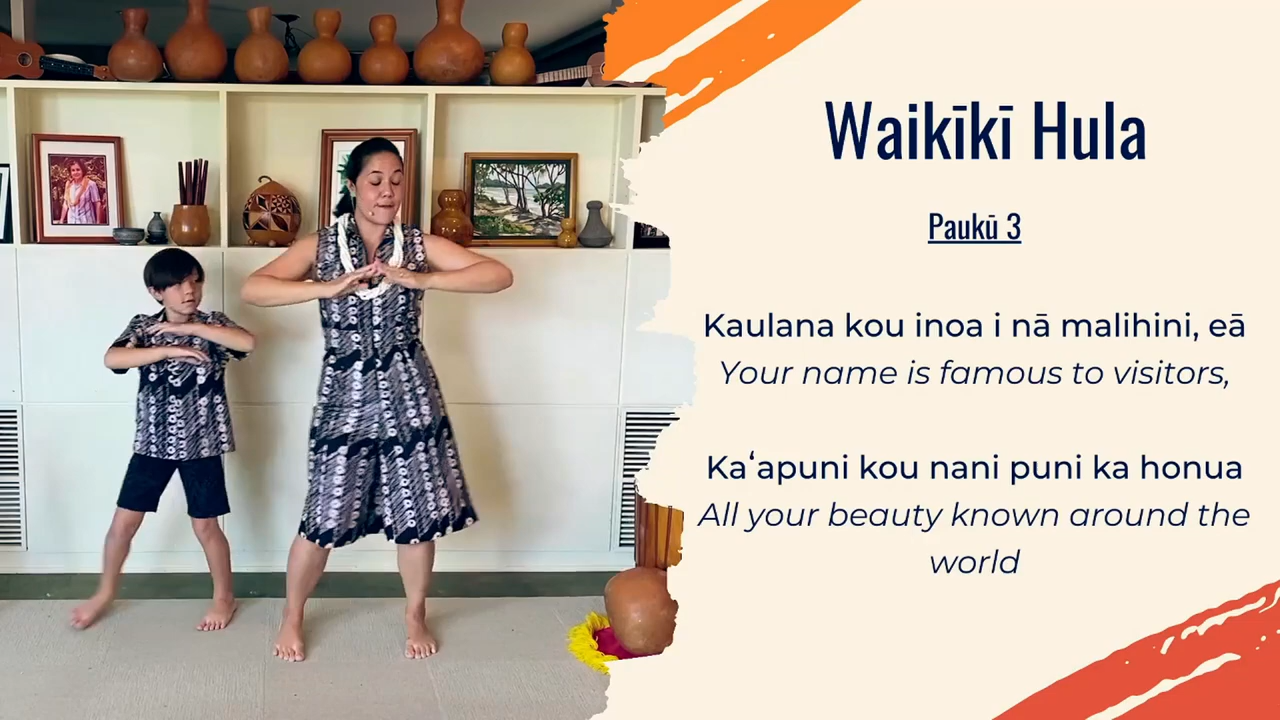 Waikīkī Hula
Paukū 3
Kaulana kou inoa i nā malihini, eā
Your name is famous to visitors,
Kaʻapuni kou nani puni ka honua
All your beauty known around the
world